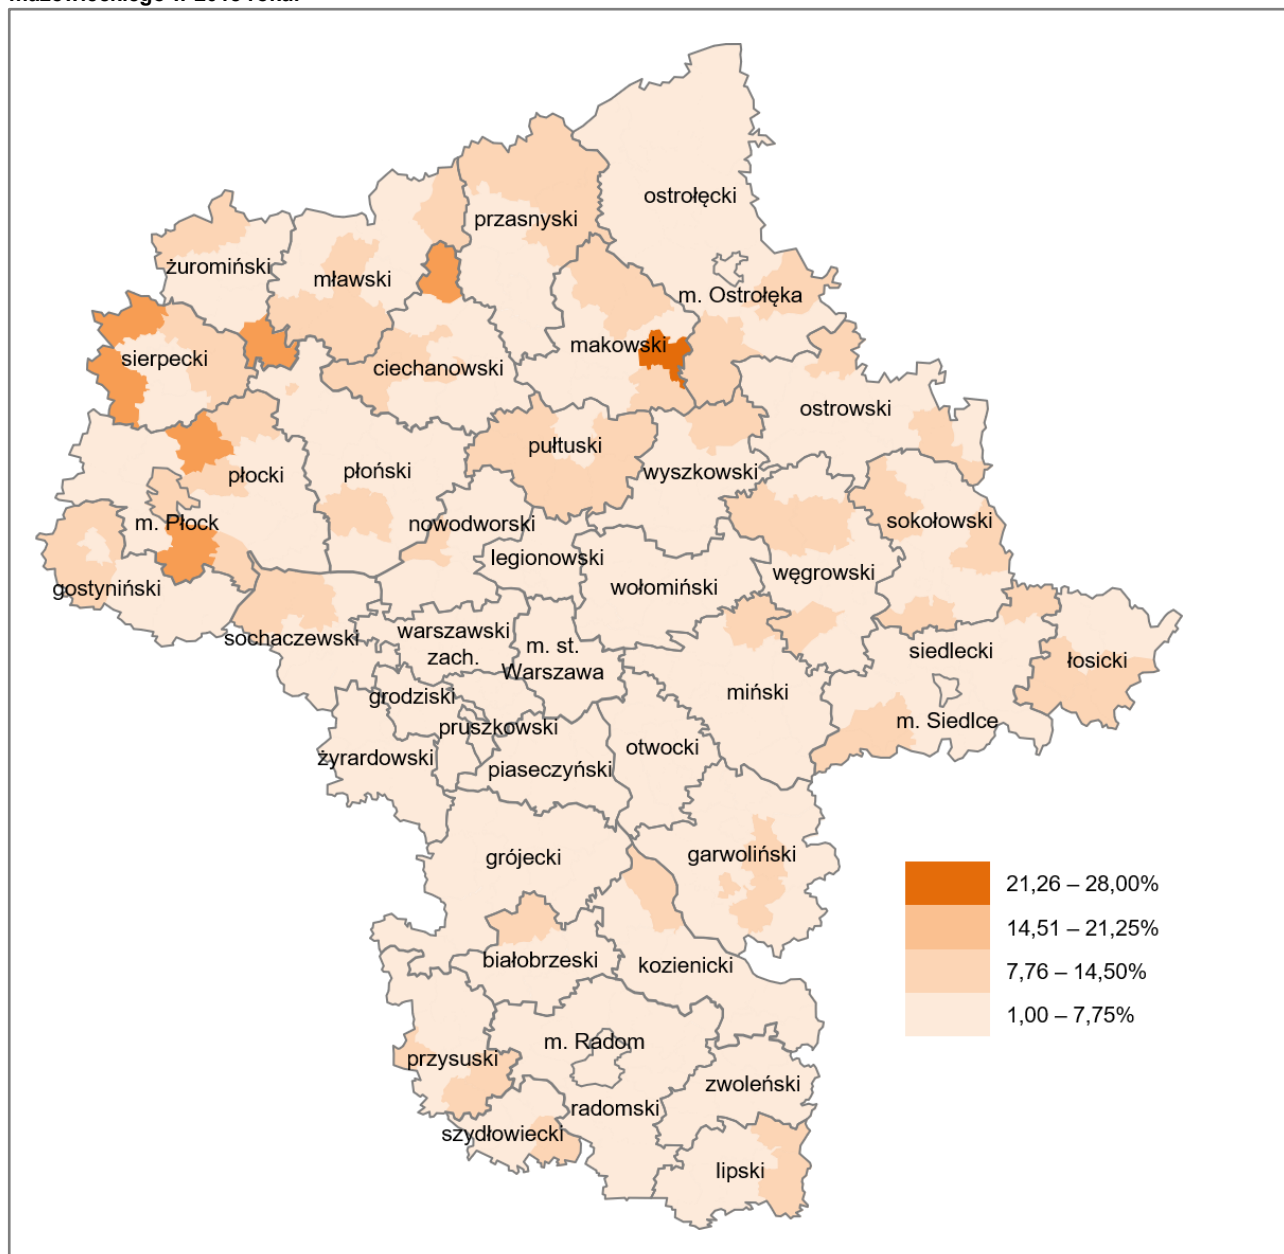 ostrołęcki
przasnyski
żuromiński
mławski
m. Ostrołęka
makowski
sierpecki
ciechanowski
ostrowski
pułtuski
wyszkowski
płocki
płoński
m. Płock
nowodworski
sokołowski
legionowski
węgrowski
gostyniński
wołomiński
sochaczewski
warszawski
zach.
m. st.
Warszawa
siedlecki
łosicki
grodziski
miński
m. Siedlce
pruszkowski
otwocki
żyrardowski
piaseczyński
grójecki
garwoliński
21,26 – 28,00%
14,51 – 21,25%
białobrzeski
kozienicki
7,76 – 14,50%
1,00 – 7,75%
m. Radom
przysuski
zwoleński
radomski
szydłowiecki
lipski